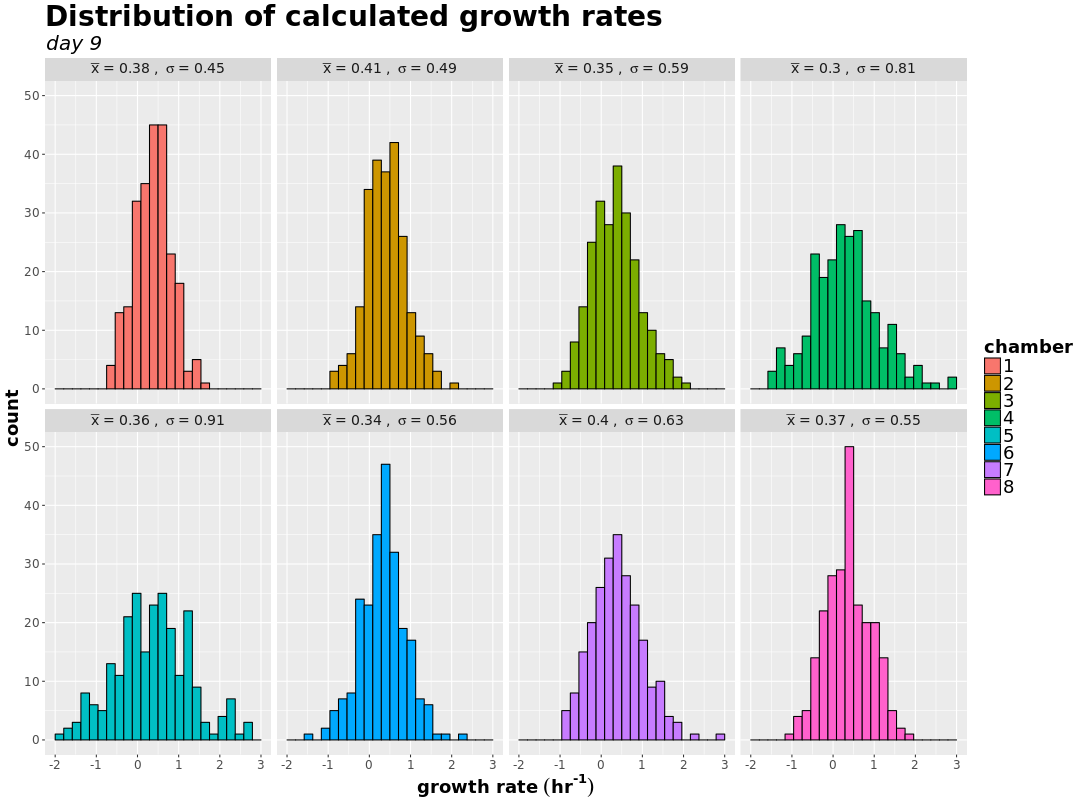 Distribution of calculated growth rates
day 9
x̅ = 0.38 , σ = 0.45
x̅ = 0.41 , σ = 0.49
x̅ = 0.35 , σ = 0.59
x̅ = 0.3 , σ = 0.81
50
40
30
20
10
0
x̅ = 0.36 , σ = 0.91
x̅ = 0.34 , σ = 0.56
x̅ = 0.4 , σ = 0.63
x̅ = 0.37 , σ = 0.55
50
40
30
20
10
0
-2 -1 0 1 2 3
-2 -1 0 1 2 3
-2 -1 0 1 2 3
-2 -1 0 1 2 3
count
growth rate (hr⁻¹)
chamber
1
2
3
4
5
6
7
8